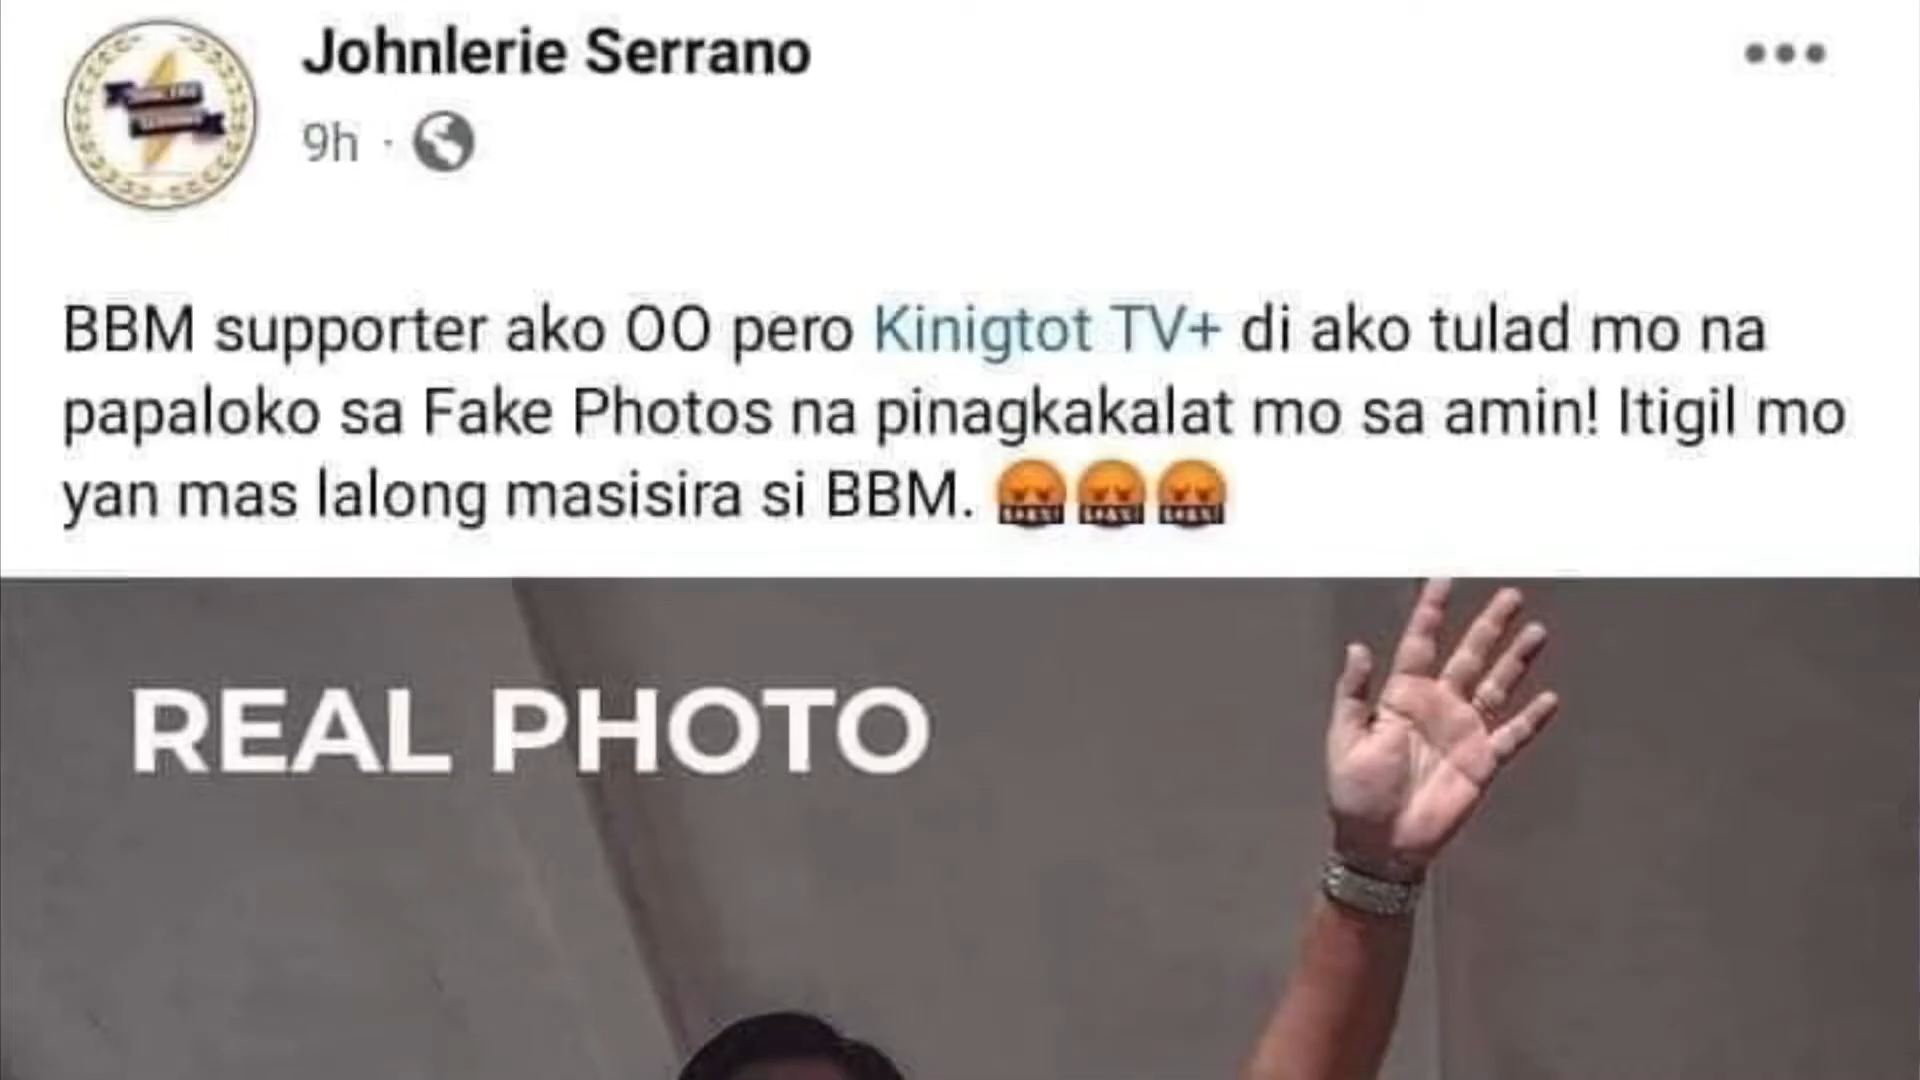 Johnlerie Serrano
9h ·
BBM supporter ako OO pero Kinigtot TV+ di ako tulad mo na
papaloko sa Fake Photos na pinagkakalat mo sa amin! Itigil mo
yan mas lalong masisira si BBM. 🤬🤬🤬
REAL PHOTO